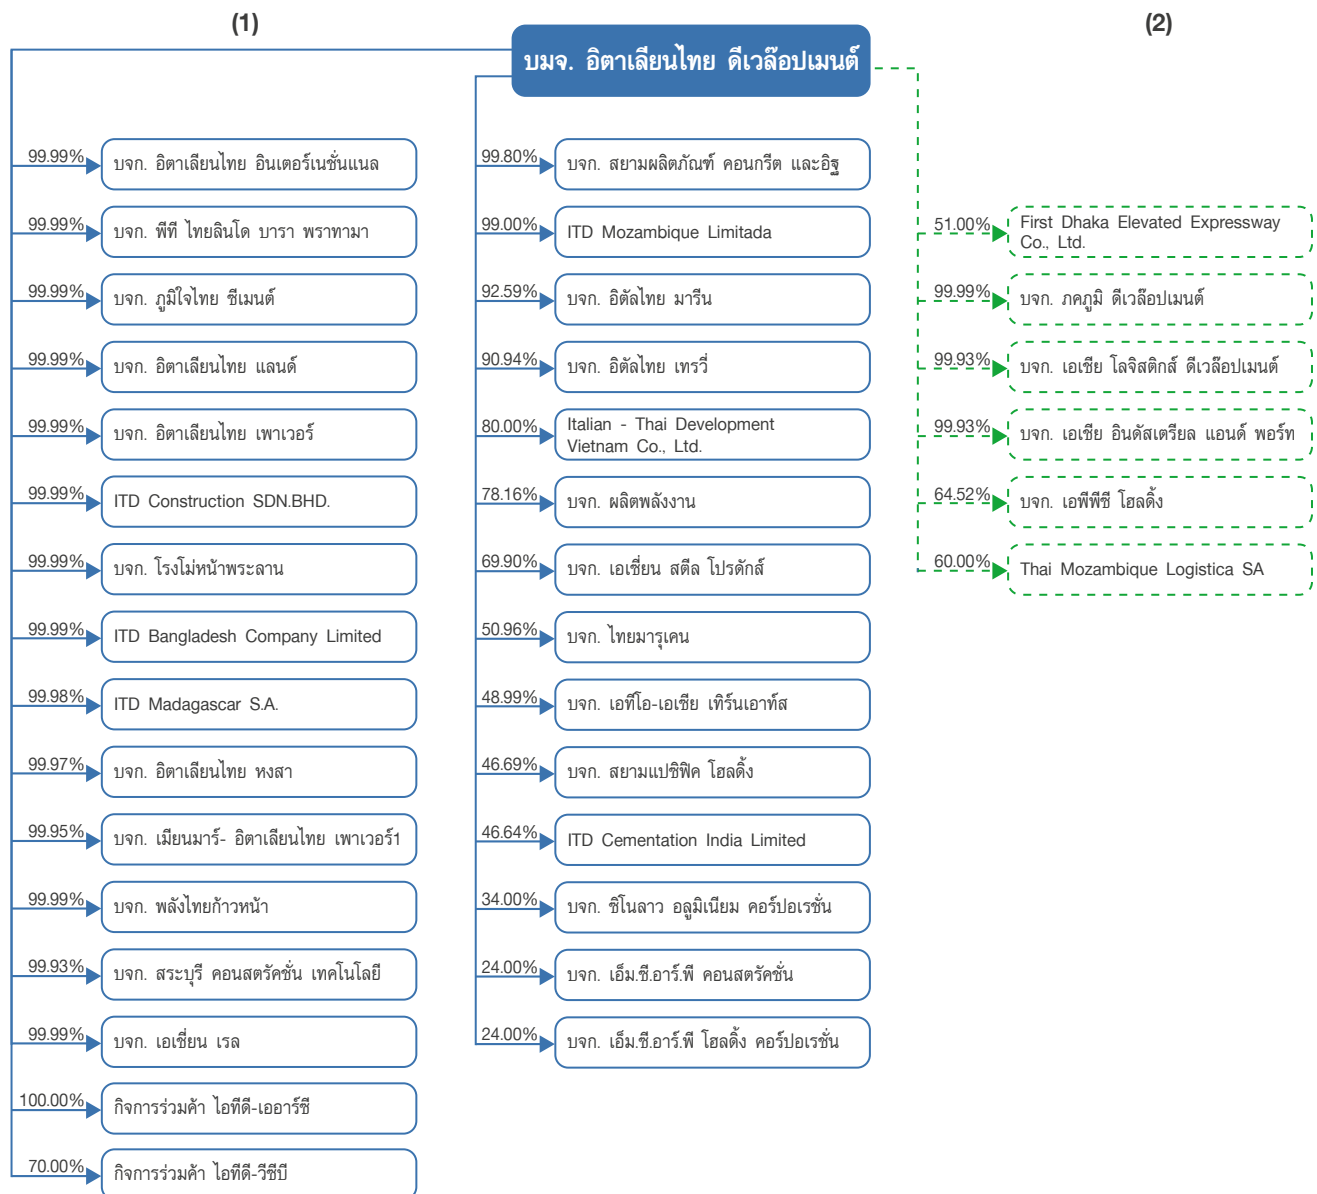 (1)
(2)
บมจ. อิตาเลียนไทย ดีเวล๊อปเมนต์
99.99%
บจก. อิตาเลียนไทย อินเตอร์เนชั่นแนล
99.99%
บจก. พีที ไทยลินโด บารา พราทามา
99.99%
บจก. ภูมิใจไทย ซีเมนต์
99.99%
บจก. อิตาเลียนไทย แลนด์
99.99%
บจก. อิตาเลียนไทย เพาเวอร์
99.99%
ITD Construction SDN.BHD.
99.99%
บจก. โรงโม่หน้าพระลาน
99.99%
ITD Bangladesh Company Limited
99.98%
ITD Madagascar S.A.
99.97%
บจก. อิตาเลียนไทย หงสา
99.95%
บจก. เมียนมาร์- อิตาเลียนไทย เพาเวอร์1
99.99%
บจก. พลังไทยก้าวหน้า
99.93%
บจก. สระบุรี คอนสตรัคชั่น เทคโนโลยี
99.99%
บจก. เอเชี่ยน เรล
100.00%
กิจการร่วมค้า ไอทีดี-เออาร์ซี
70.00%
กิจการร่วมค้า ไอทีดี-วีซีบี
99.80%
บจก. สยามผลิตภัณฑ์ คอนกรีต และอิฐ
99.00%
ITD Mozambique Limitada
92.59%
บจก. อิตัลไทย มารีน
90.94%
บจก. อิตัลไทย เทรวี่
80.00%
Italian - Thai Development
Vietnam Co., Ltd.
78.16%
บจก. ผลิตพลังงาน
69.90%
บจก. เอเชี่ยน สตีล โปรดักส์
50.96%
บจก. ไทยมารุเคน
48.99%
บจก. เอทีโอ-เอเชีย เทิร์นเอาท์ส
46.69%
บจก. สยามแปซิฟิค โฮลดิ้ง
46.64%
ITD Cementation India Limited
34.00%
บจก. ซิโนลาว อลูมิเนียม คอร์ปอเรชั่น
24.00%
บจก. เอ็ม.ซี.อาร์.พี คอนสตรัคชั่น
24.00%
บจก. เอ็ม.ซี.อาร์.พี โฮลดิ้ง คอร์ปอเรชั่น
51.00%
First Dhaka Elevated Expressway
Co., Ltd.
99.99%
บจก. ภคภูมิ ดีเวล๊อปเมนต์
99.93%
บจก. เอเชีย โลจิสติกส์ ดีเวล๊อปเมนต์
99.93%
บจก. เอเชีย อินดัสเตรียล แอนด์ พอร์ท
64.52%
บจก. เอพีพีซี โฮลดิ้ง
60.00%
Thai Mozambique Logistica SA